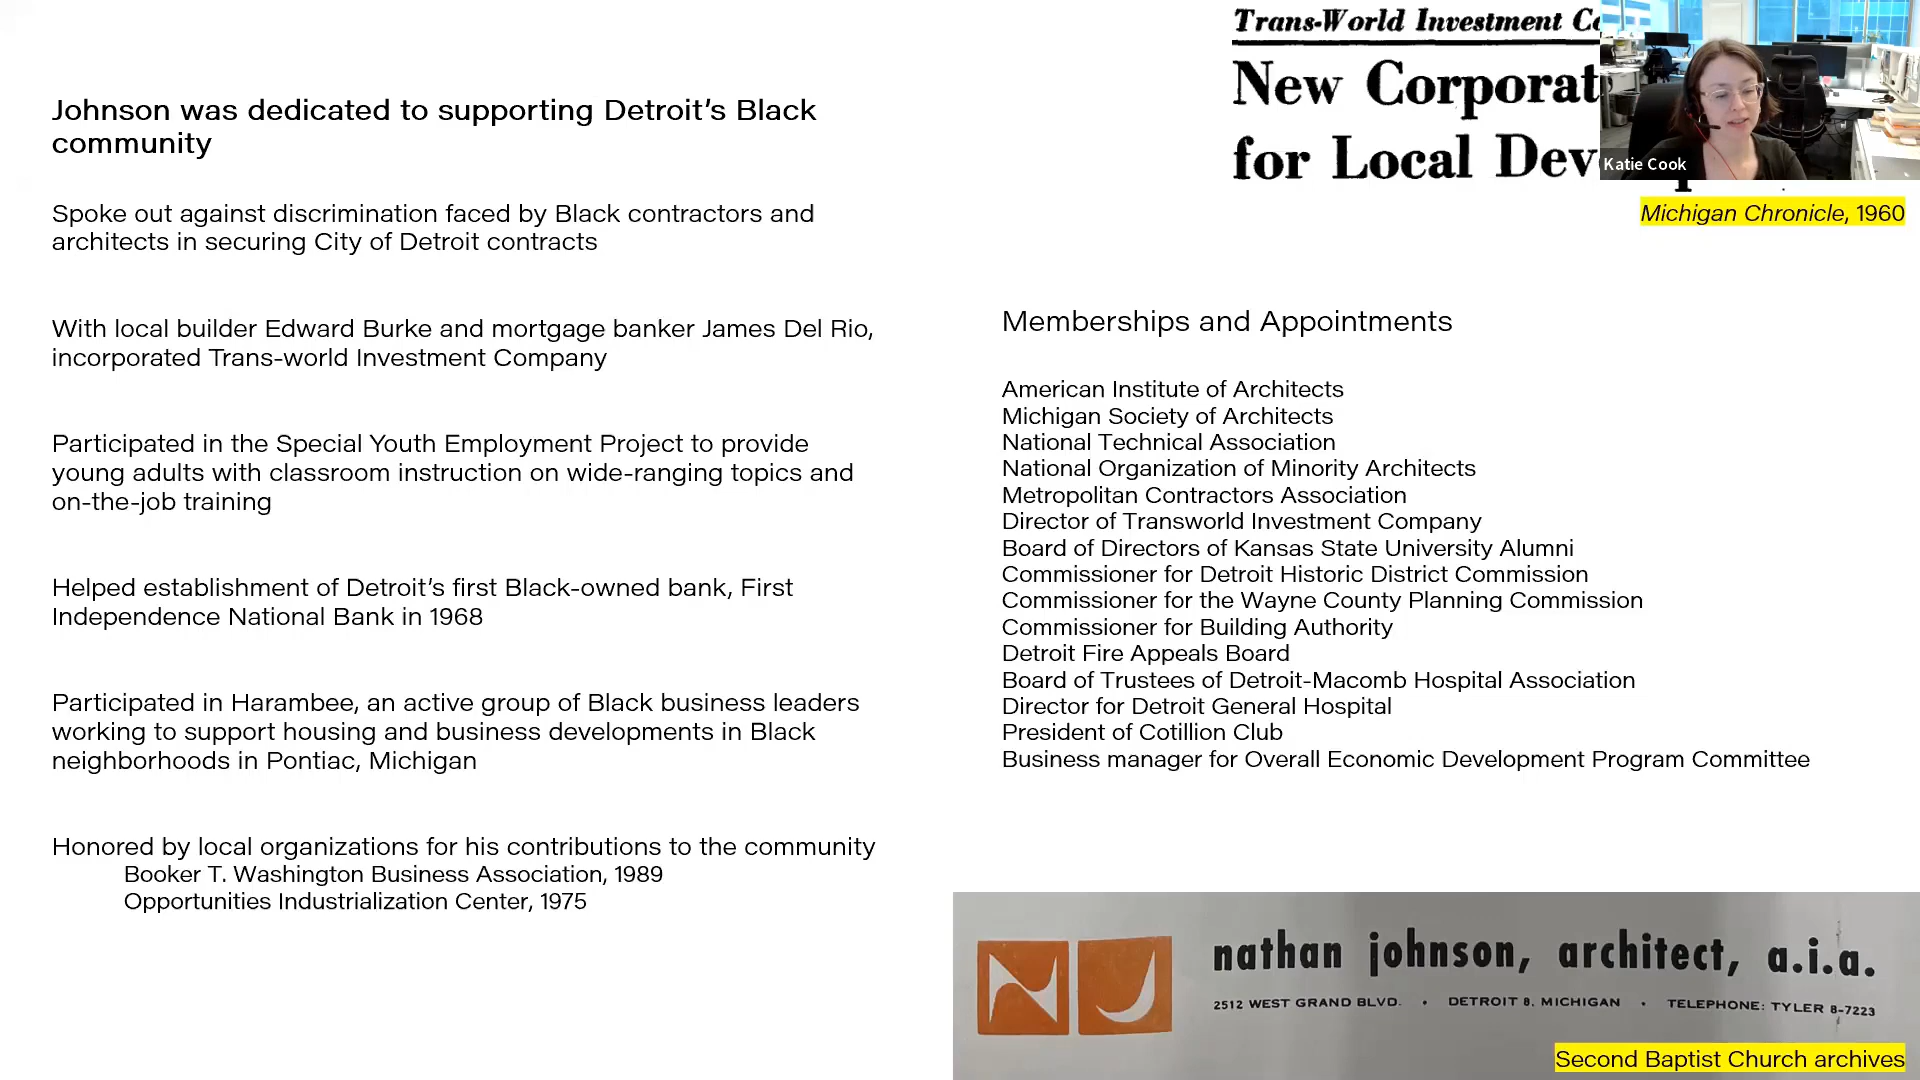 Johnson was dedicated to supporting Detroit's Black
community
Spoke out against discrimination faced by Black contractors and
architects in securing City of Detroit contracts
With local builder Edward Burke and mortgage banker James Del Rio,
incorporated Trans-world Investment Company
Participated in the Special Youth Employment Project to provide
young adults with classroom instruction on wide-ranging topics and
on-the-job training
Helped establishment of Detroit's first Black-owned bank, First
Independence National Bank in 1968
Participated in Harambee, an active group of Black business leaders
working to support housing and business developments in Black
neighborhoods in Pontiac, Michigan
Honored by local organizations for his contributions to the community
Booker T. Washington Business Association, 1989
Opportunities Industrialization Center, 1975
Trans-World Investment
New Corporat
for Local Dev
Katie Cook
Michigan Chronicle, 1960
Memberships and Appointments
American Institute of Architects
Michigan Society of Architects
National Technical Association
National Organization of Minority Architects
Metropolitan Contractors Association
Director of Transworld Investment Company
Board of Directors of Kansas State University Alumni
Commissioner for Detroit Historic District Commission
Commissioner for the Wayne County Planning Commission
Commissioner for Building Authority
Detroit Fire Appeals Board
Board of Trustees of Detroit-Macomb Hospital Association
Director for Detroit General Hospital
President of Cotillion Club
Business manager for Overall Economic Development Program Committee
NJ
nathan johnson, architect, a.i.a.
2512 WEST GRAND BLVD. • DETROIT 8, MICHIGAN • TELEPHONE: TYLER 8-7223
Second Baptist Church archives